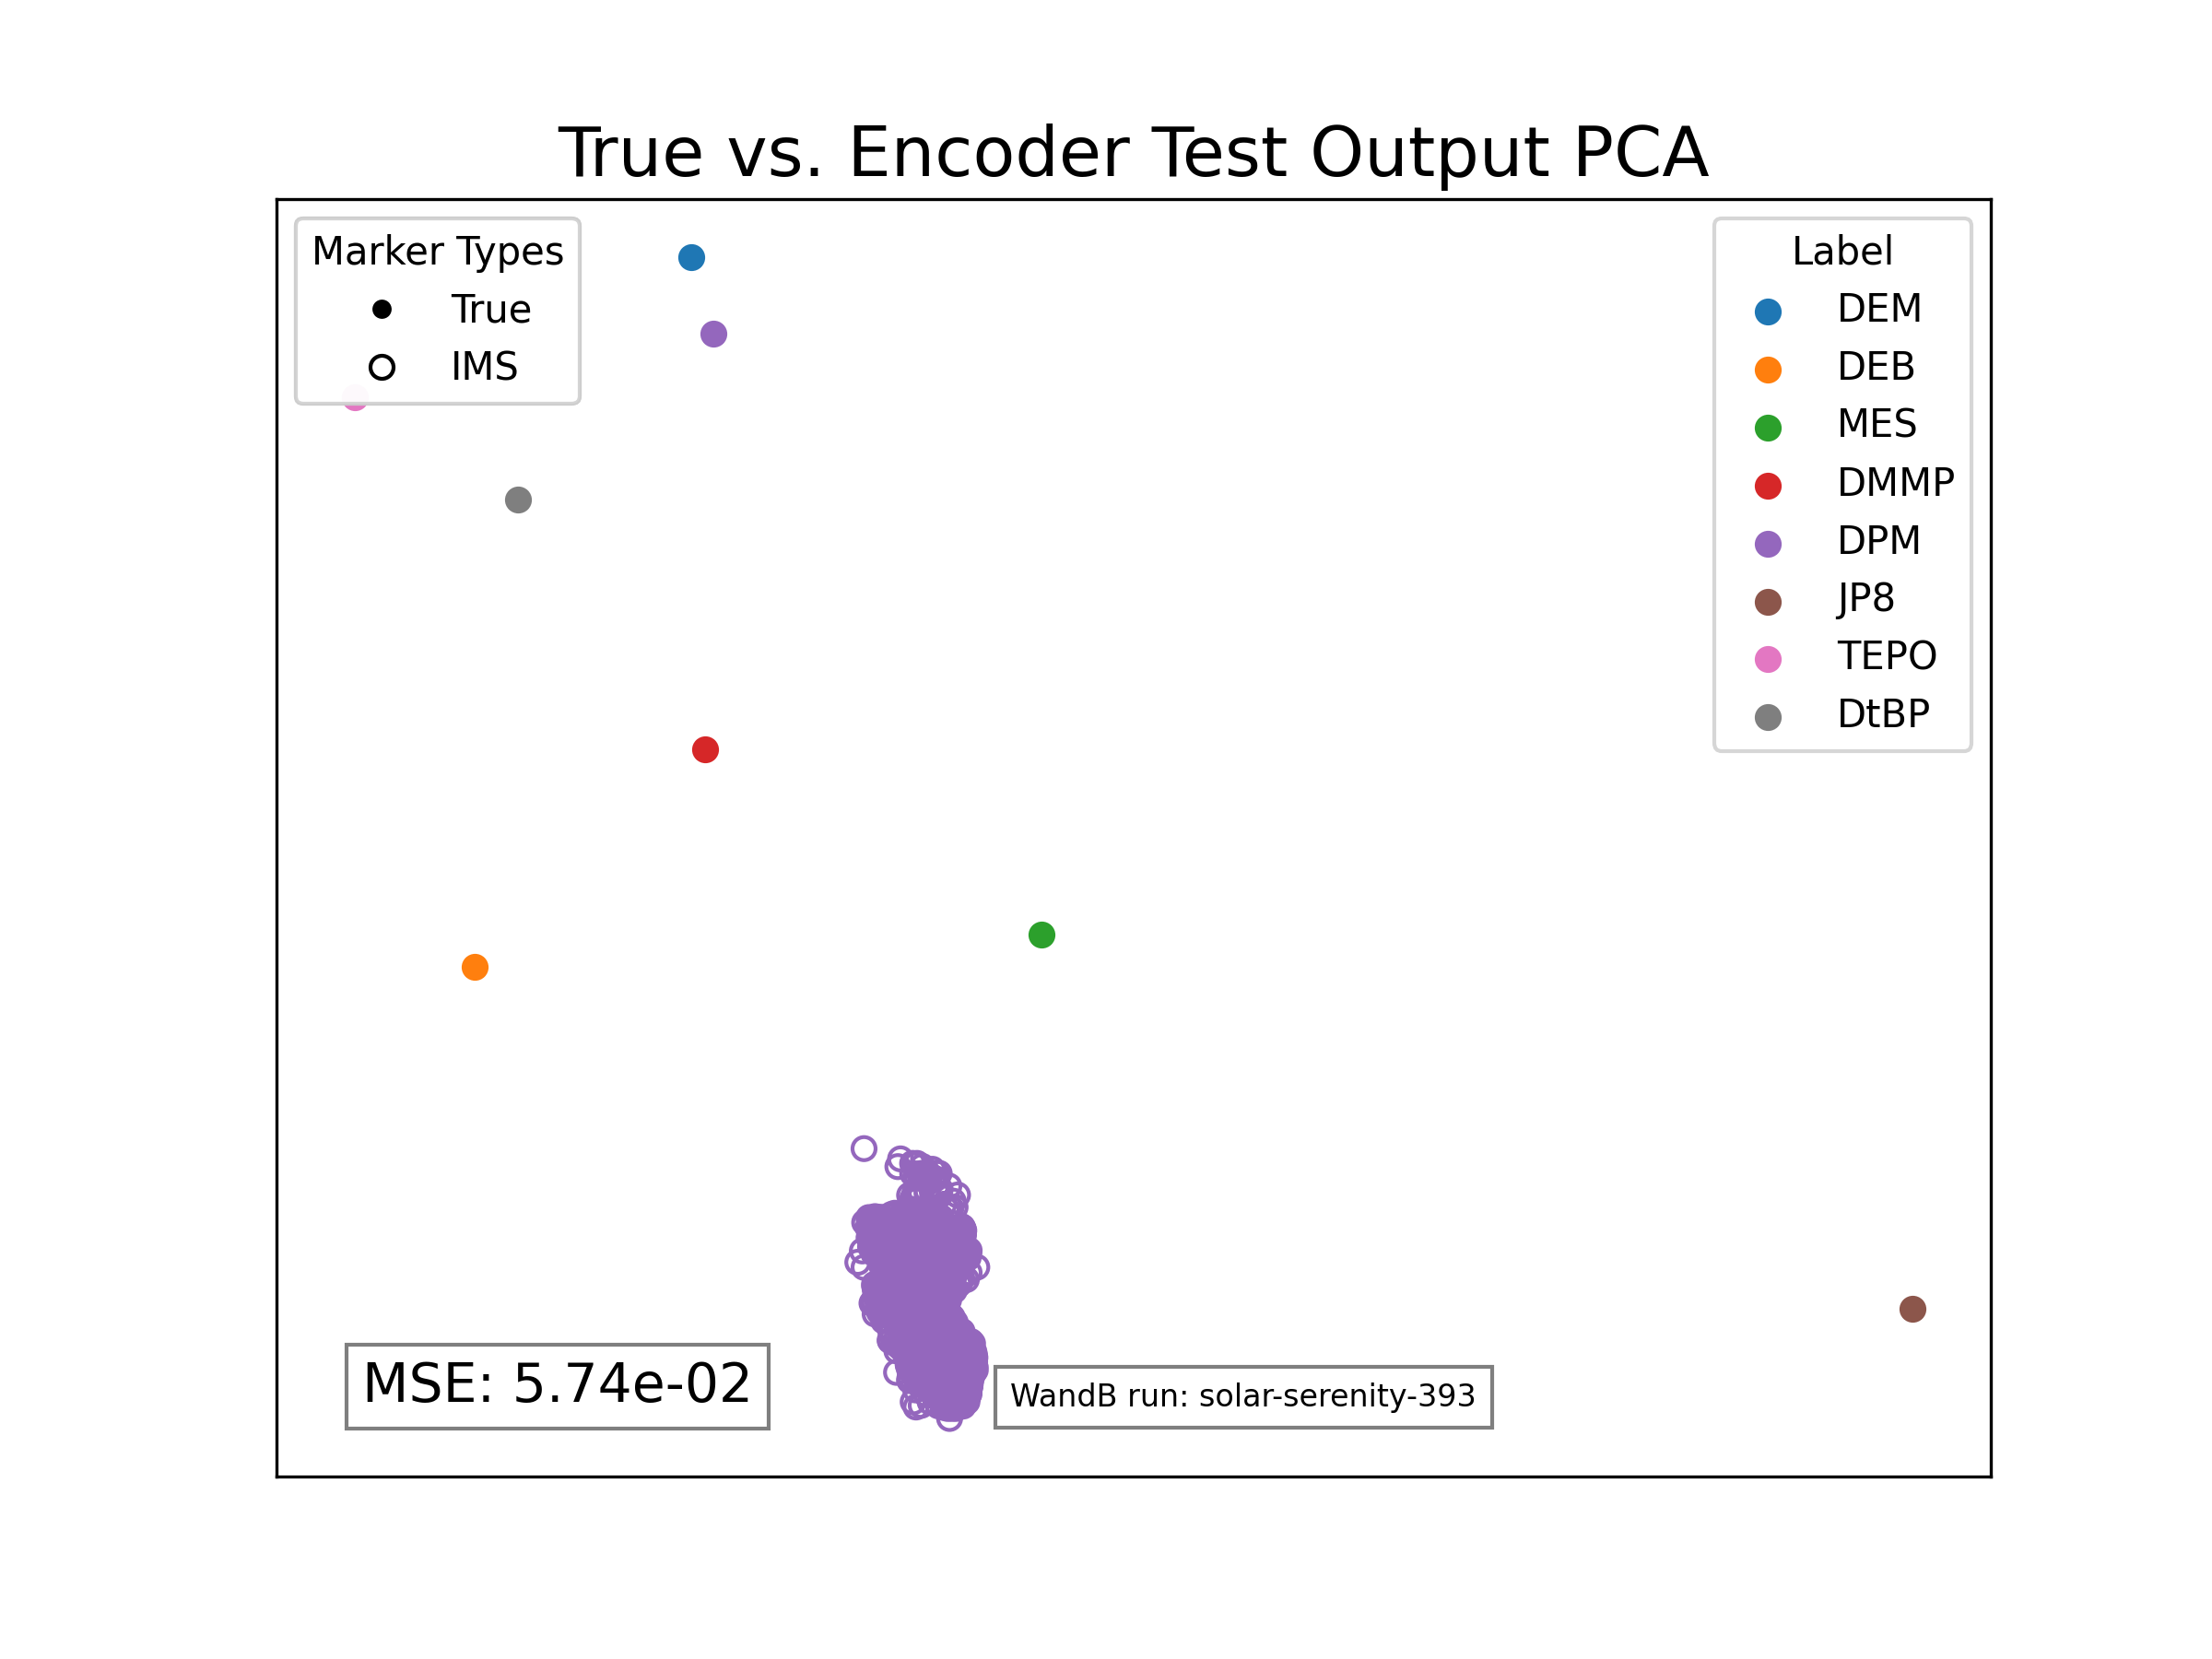 True vs. Encoder Test Output PCA
Marker Types
True
IMS
Label
DEM
DEB
MES
DMMP
DPM
JP8
TEPO
DtBP
MSE: 5.74e-02
WandB run: solar-serenity-393